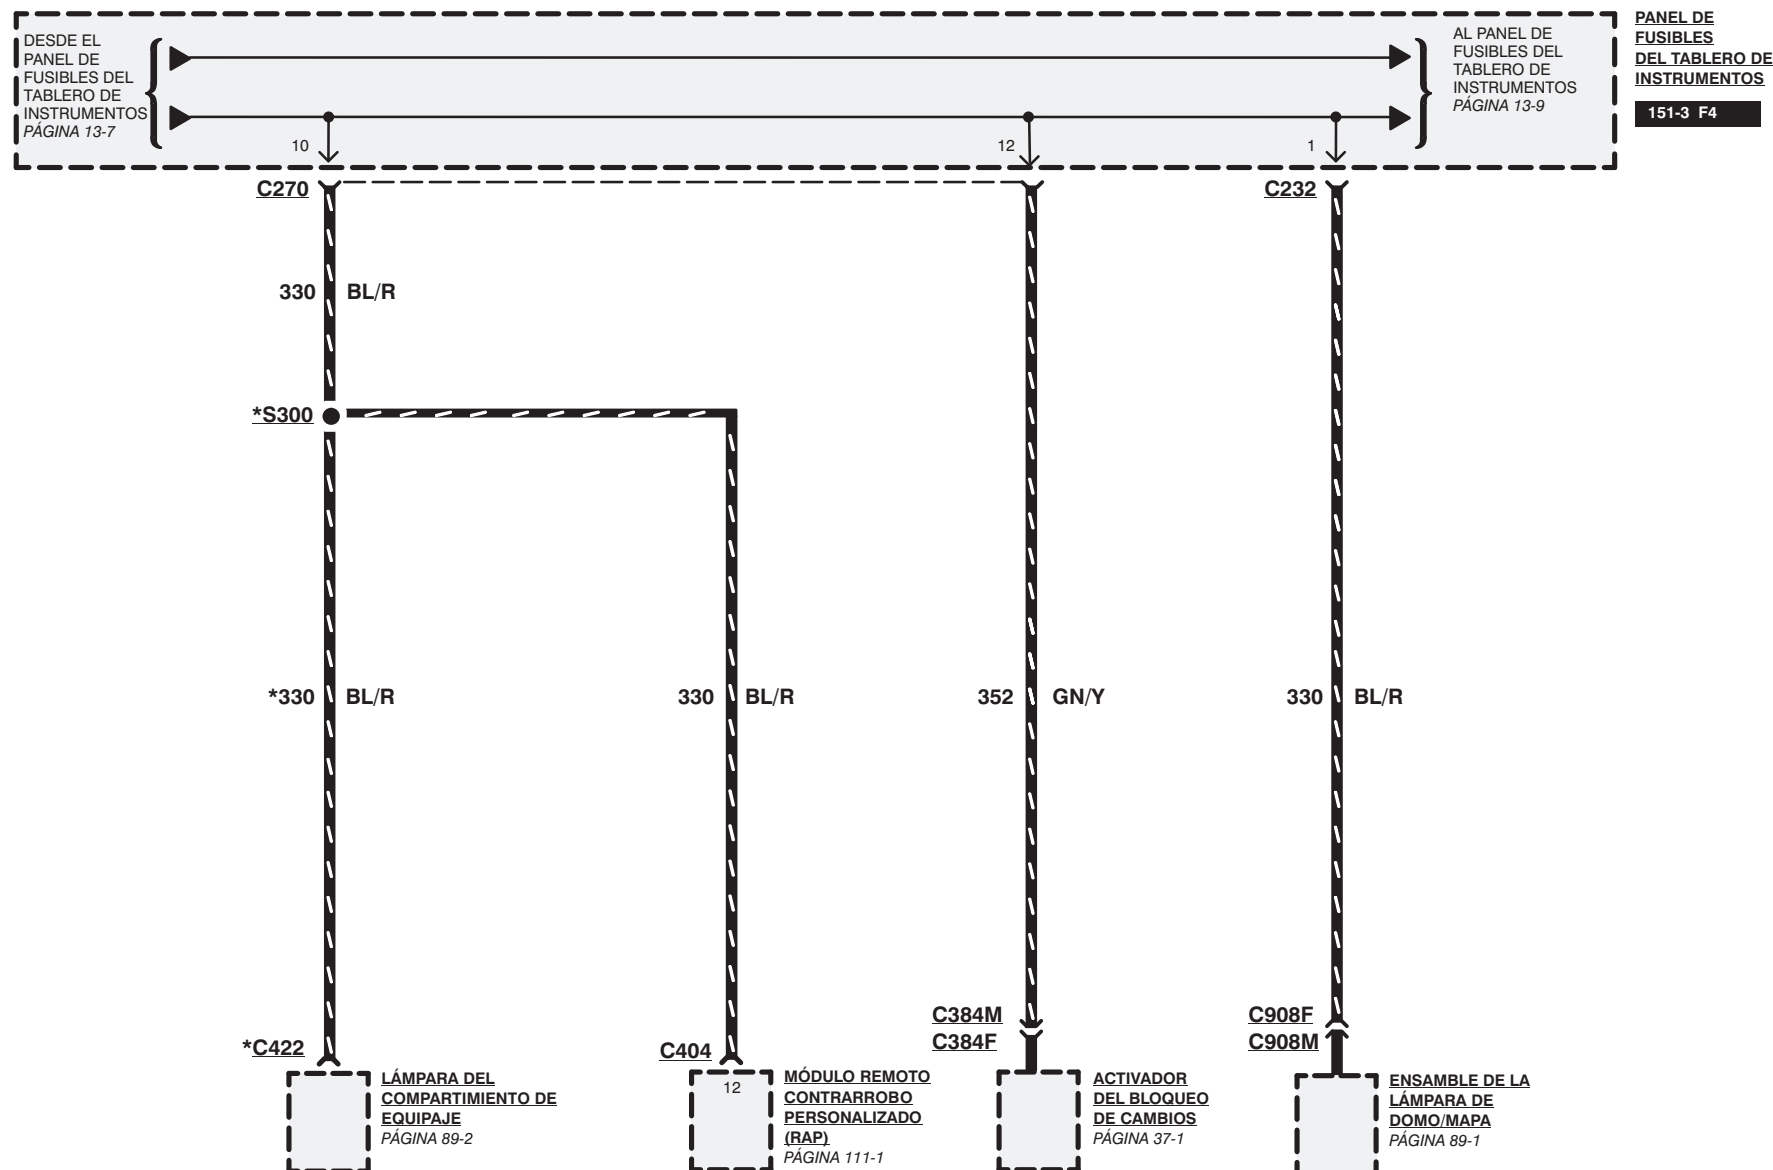 DESDE EL
PANEL DE
FUSIBLES DEL
TABLERO DE
INSTRUMENTOS
PÁGINA 13-7
AL PANEL DE
FUSIBLES DEL
TABLERO DE
INSTRUMENTOS
PÁGINA 13-9
PANEL DE
FUSIBLES
DEL TABLERO DE
INSTRUMENTOS
151-3 F4
10
12
1
C270
C232
330 BL/R
*S300
*330 BL/R
330 BL/R
352 GN/Y
330 BL/R
*C422
C404
C384M
C384F
C908F
C908M
LÁMPARA DEL
COMPARTIMIENTO DE
EQUIPAJE
PÁGINA 89-2
12
MÓDULO REMOTO
CONTRARROBO
PERSONALIZADO
(RAP)
PÁGINA 111-1
ACTIVADOR
DEL BLOQUEO
DE CAMBIOS
PÁGINA 37-1
ENSAMBLE DE LA
LÁMPARA DE
DOMO/MAPA
PÁGINA 89-1